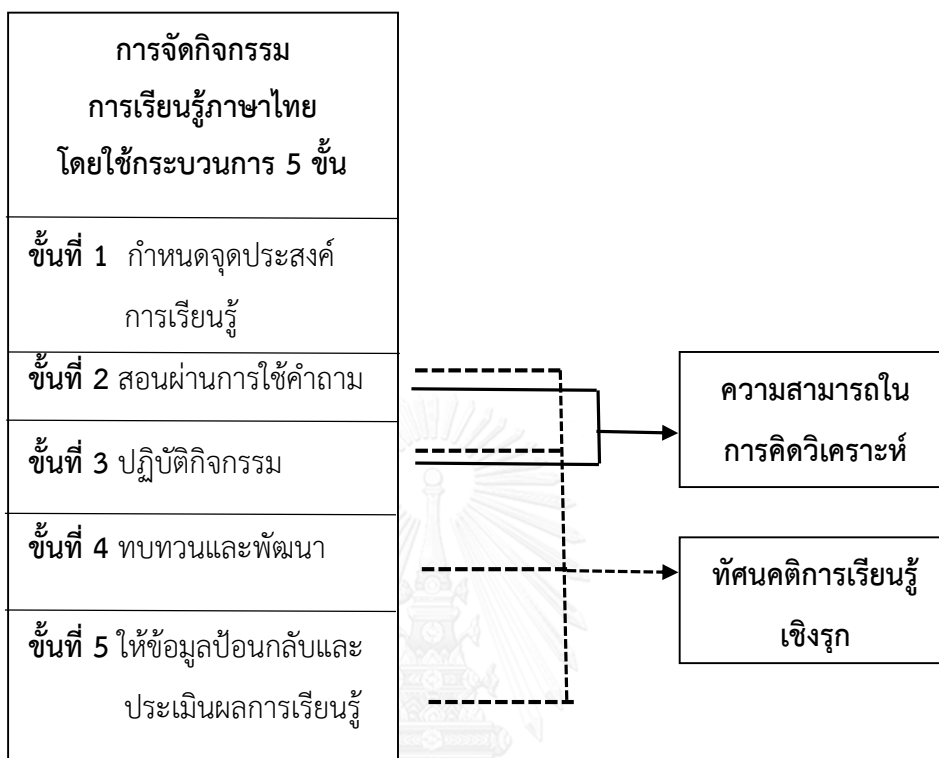 การจัดกิจกรรม
การเรียนรู้ภาษาไทย
โดยใช้กระบวนการ 5 ขั้น
ขั้นที่ 1 กำหนดจุดประสงค์
การเรียนรู้
ขั้นที่ 2 สอนผ่านการใช้คำถาม
ขั้นที่ 3 ปฏิบัติกิจกรรม
ขั้นที่ 4 ทบทวนและพัฒนา
ขั้นที่ 5 ให้ข้อมูลป้อนกลับและ
ประเมินผลการเรียนรู้
ความสามารถใน
การคิดวิเคราะห์
ทัศนคติการเรียนรู้
เชิงรุก